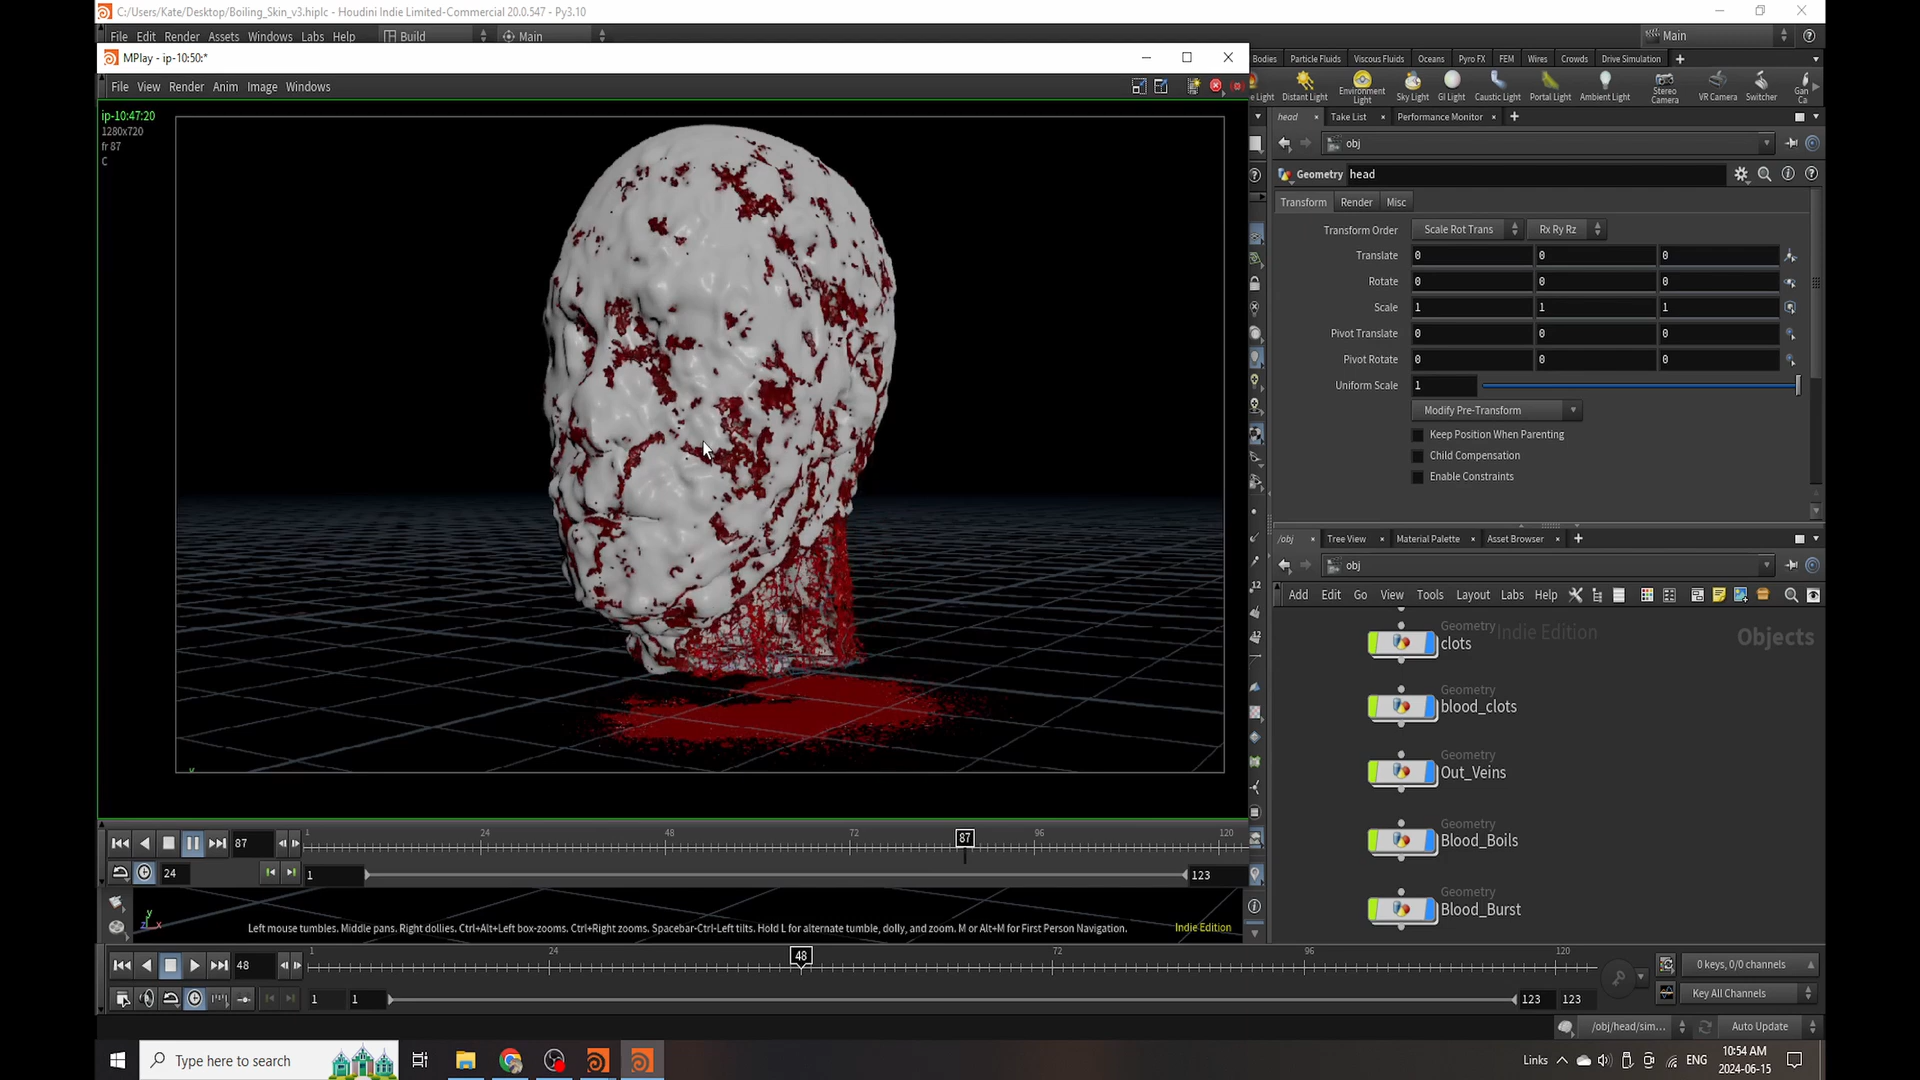 C:/Users/Kate/Desktop/Boiling_Skin_v3.hiplc - Houdini Indie Limited-Commercial 20.0.547 - Py3.10
File Edit Render Assets Windows Labs Help Build Main Main
MPlay - ip-10:50:*
Bodies Particle Fluids Viscous Fluids Oceans Pyro FX FEM Wires Crowds Drive Simulation
File View Render Anim Image Windows
Distant Light Environment Light Sky Light GI Light Caustic Light Portal Light Ambient Light Stereo Camera VR Camera Switcher
ip-10:47:20
1280x720
fr 87
C
head Take List Performance Monitor
obj
Geometry head
Transform Render Misc
Transform Order Scale Rot Trans Rx Ry Rz
Translate 0 0 0
Rotate 0 0 0
Scale 1 1 1
Pivot Translate 0 0 0
Pivot Rotate 0 0 0
Uniform Scale 1
Modify Pre-Transform
Keep Position When Parenting
Child Compensation
Enable Constraints
/obj Tree View Material Palette Asset Browser
obj
Add Edit Go View Tools Layout Labs Help
Indie Edition Objects
Geometry
clots
Geometry
blood_clots
Geometry
Out_Veins
Geometry
Blood_Boils
Geometry
Blood_Burst
87 1 24 48 72 87 96 120
24 1 123
y
z x
Left mouse tumbles. Middle pans. Right dollies. Ctrl+Alt+Left box-zooms. Ctrl+Right zooms. Spacebar-Ctrl-Left tilts. Hold L for alternate tumble, dolly, and zoom. M or Alt+M for First Person Navigation. Indie Edition
48 1 24 48 72 96 120
0 keys, 0/0 channels
1 1 123 123
Key All Channels
/obj/head/sim... Auto Update
Type here to search
Links ENG
10:54 AM
2024-06-15